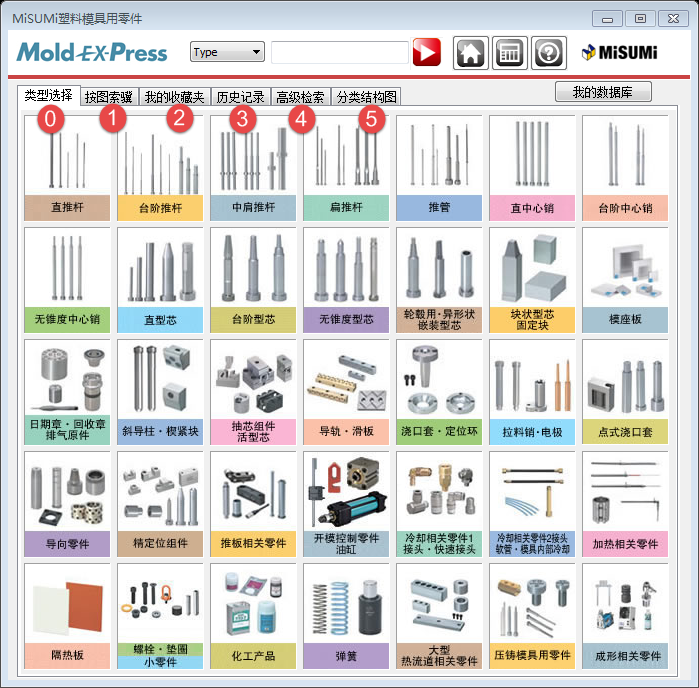 MiSUMi塑料模具用零件
Mold EX-Press
Type
MiSUMi
类型选择
按图索骥
我的收藏夹
历史记录
高级检索
分类结构图
我的数据库
0
1
2
3
4
5
直推杆
台阶推杆
中肩推杆
扁推杆
推管
直中心销
台阶中心销
无锥度中心销
直型芯
台阶型芯
无锥度型芯
轮毂用·异形状
嵌装型芯
块状型芯
固定块
模座板
日期章·回收章
排气原件
斜导柱·楔紧块
抽芯组件
活型芯
导轨·滑板
浇口套·定位环
拉料销·电极
点式浇口套
导向零件
精定位组件
推板相关零件
开模控制零件
油缸
冷却相关零件1
接头·快速接头
冷却相关零件2接头
软管·模具内部冷却
加热相关零件
隔热板
螺栓·垫圈
小零件
化工产品
弹簧
大型
热流道相关零件
压铸模具用零件
成形相关零件